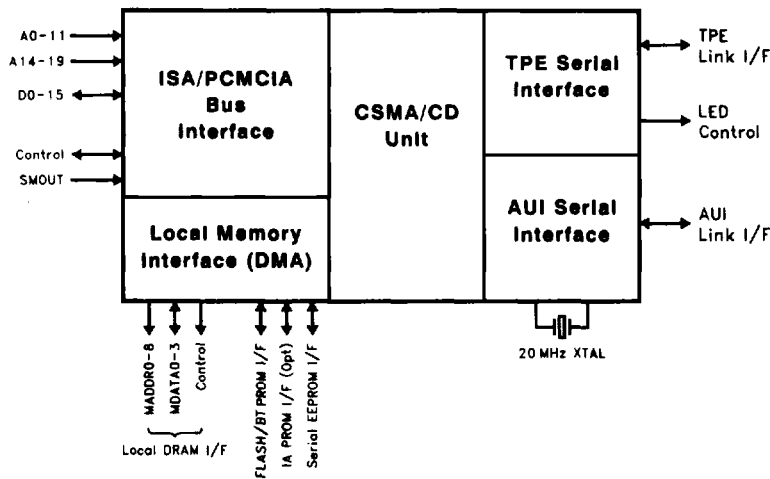 A0-11
A14-19
D0-15
Control
SMOUT
ISA/PCMCIA
Bus
Interface
Local Memory
Interface (DMA)
CSMA/CD
Unit
TPE Serial
Interface
AUI Serial
Interface
TPE
Link I/F
LED
Control
AUI
Link I/F
20 MHz XTAL
MADDR0-8
MDATA0-3
Control
Local DRAM I/F
FLASH/BT PROM I/F
IA PROM I/F (Opt)
Serial EEPROM I/F